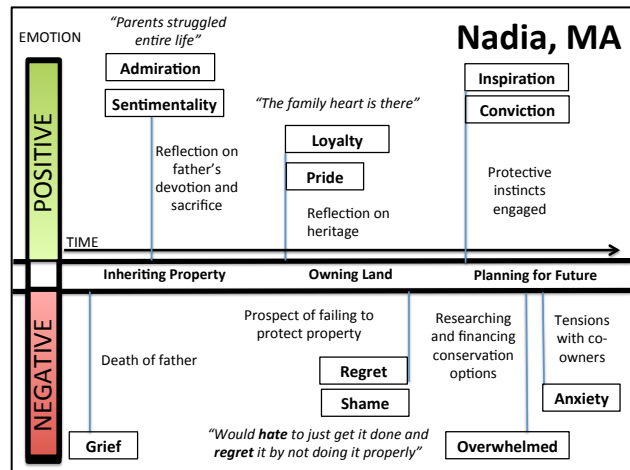 EMOTION
"Parents struggled
entire life"
Nadia, MA
Admiration
Sentimentality
Inspiration
Conviction
"The family heart is there"
Loyalty
Pride
Reflection on
father's
devotion and
sacrifice
Reflection on
heritage
Protective
instincts
engaged
POSITIVE
TIME
Inheriting Property
Owning Land
Planning for Future
NEGATIVE
Death of father
Prospect of failing to
protect property
Researching
and financing
conservation
options
Tensions
with co-
owners
Regret
Shame
Anxiety
Grief
"Would hate to just get it done and
regret it by not doing it properly"
Overwhelmed